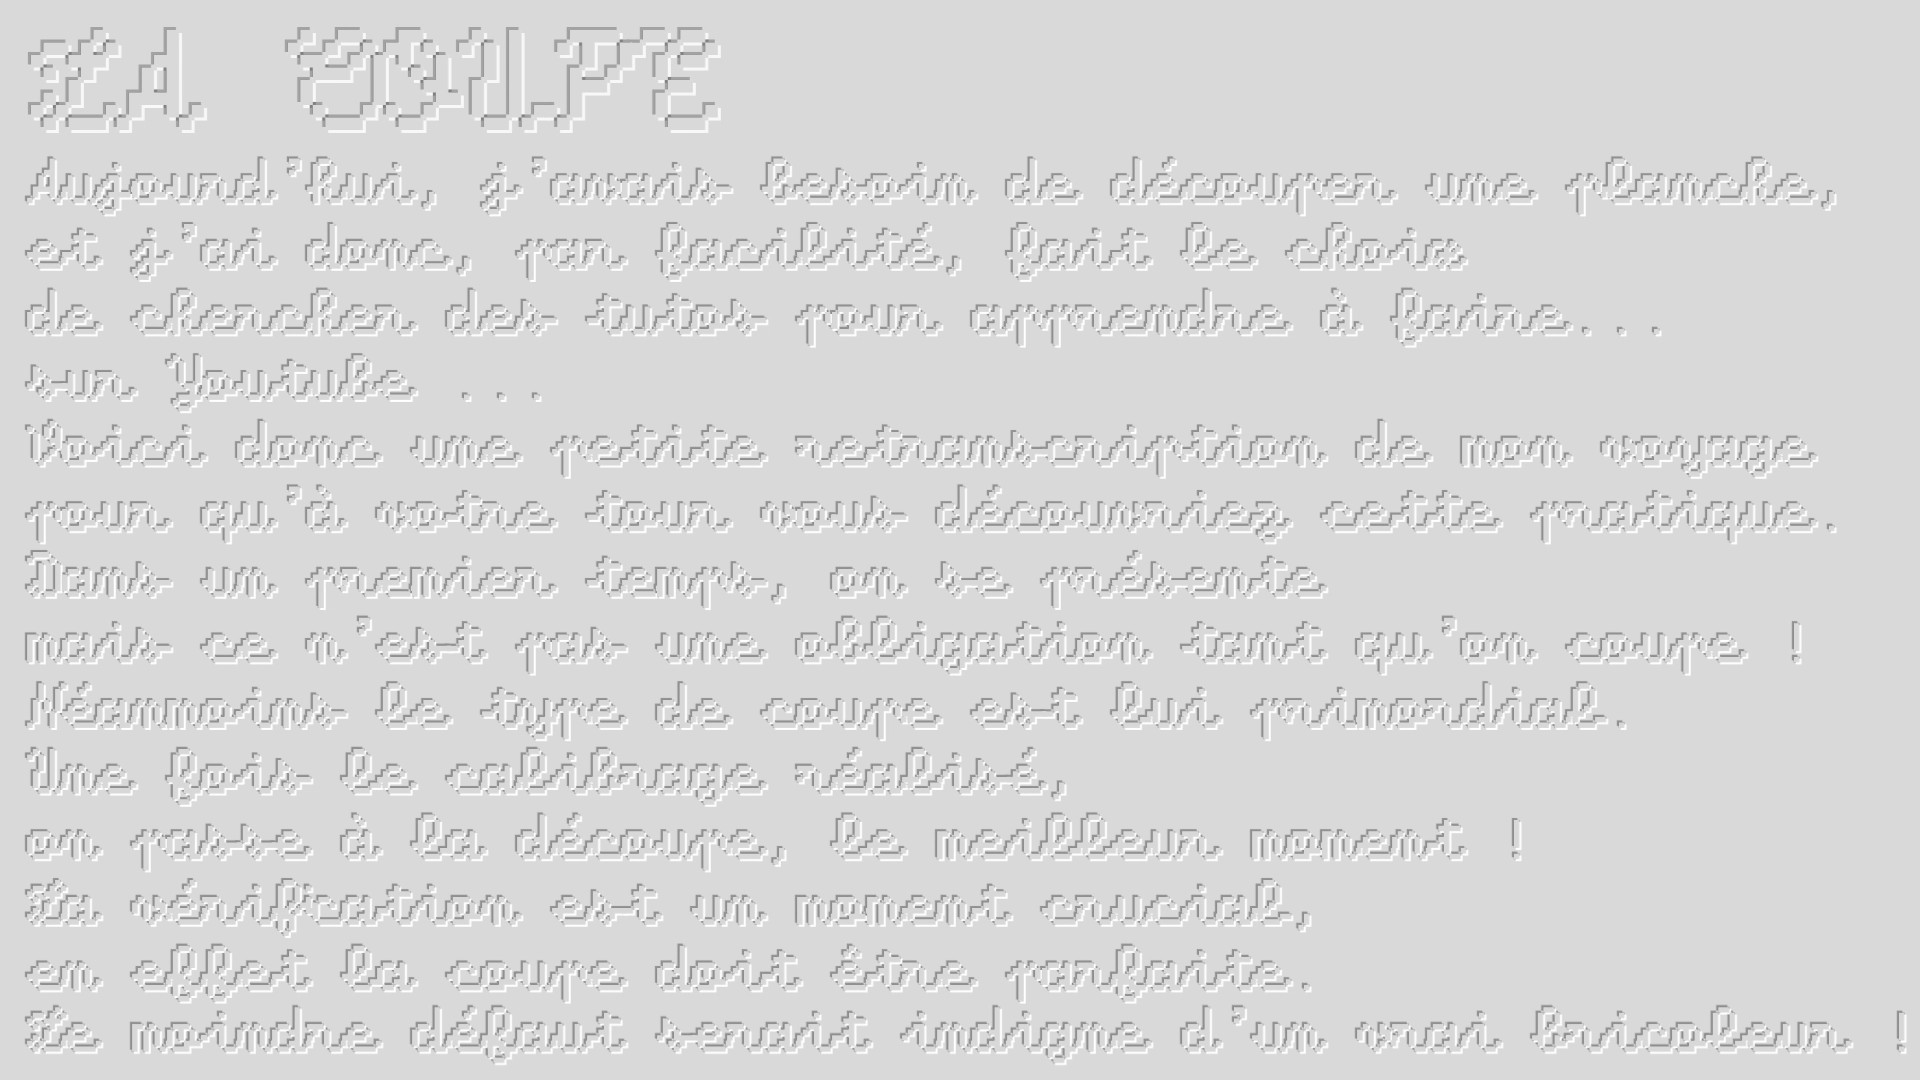 LA COUPE
Aujourd'hui, j'avais besoin de découper une planche,
et j'ai donc, par facilité, fait le choix
de chercher des tutos pour apprendre à faire...
sur Youtube ...
Voici donc une petite retranscription de mon voyage
pour qu'à votre tour vous découvriez cette pratique.
Dans un premier temps, on se présente
mais ce n'est pas une obligation tant qu'on coupe !
Néanmoins le type de coupe est lui primordial.
Une fois le calibrage réalisé,
on passe à la découpe, le meilleur moment !
La vérification est un moment crucial,
en effet la coupe doit être parfaite.
Le moindre défaut serait indigne d'un vrai bricoleur !